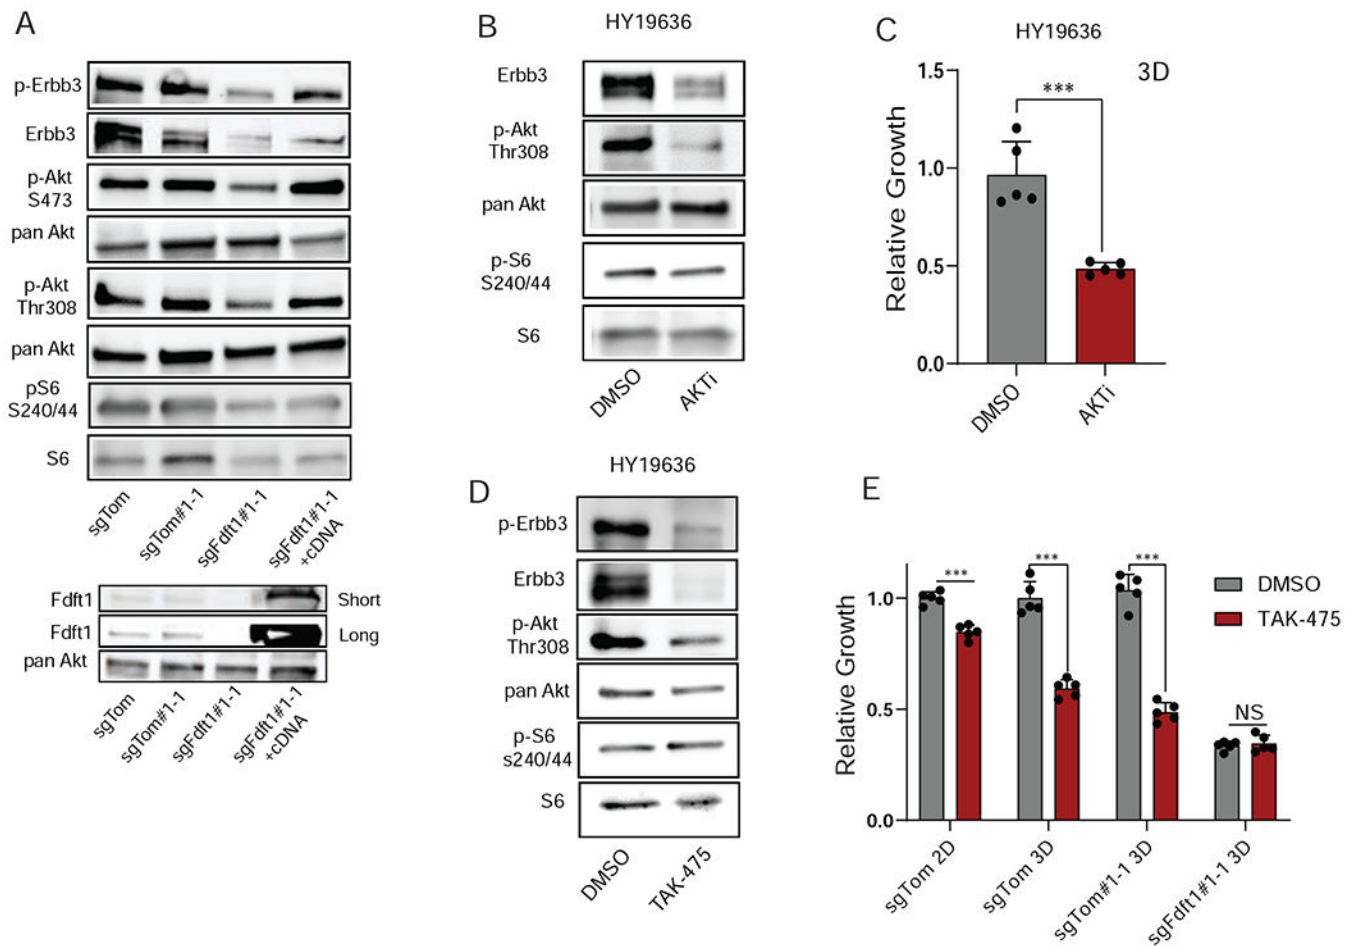 A
p-Erbb3
Erbb3
p-Akt
S473
pan Akt
p-Akt
Thr308
pan Akt
pS6
S240/44
S6
sgTom
sgTom#1-1
sgFdft1#1-1
sgFdft1#1-1
+cDNA
Fdft1
Short
Fdft1
Long
pan Akt
sgTom
sgTom#1-1
sgFdft1#1-1
sgFdft1#1-1
+cDNA
B
HY19636
Erbb3
p-Akt
Thr308
pan Akt
p-S6
S240/44
S6
DMSO
AKTi
C
HY19636
3D
Relative Growth
1.5
1.0
0.5
0.0
***
DMSO
AKTi
D
HY19636
p-Erbb3
Erbb3
p-Akt
Thr308
pan Akt
p-S6
s240/44
S6
DMSO
TAK-475
E
Relative Growth
1.0
0.5
0.0
***
***
***
NS
DMSO
TAK-475
sgTom 2D
sgTom 3D
sgTom#1-1 3D
sgFdft1#1-1 3D